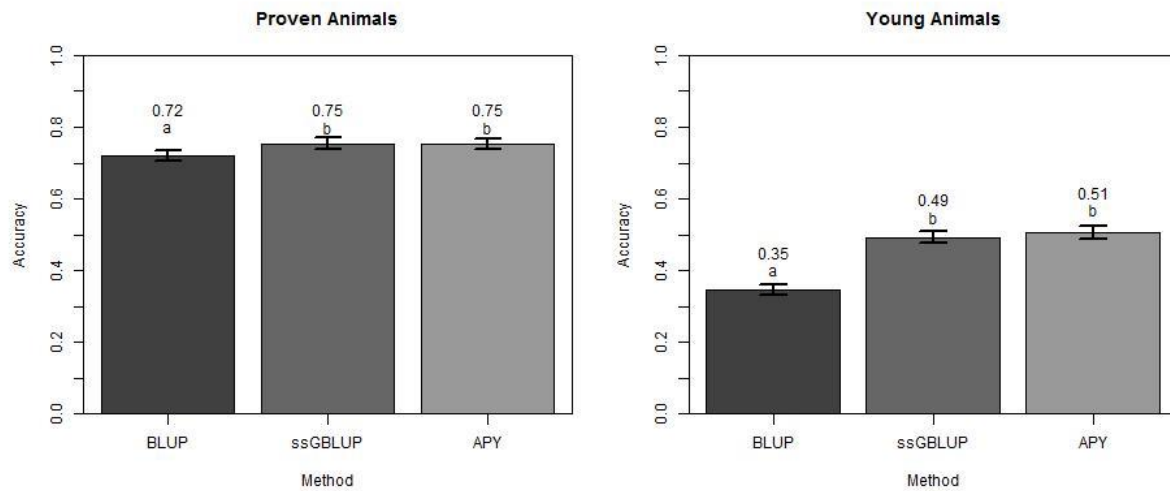 Proven Animals
Accuracy
1.0
0.8
0.6
0.4
0.2
0.0
0.72
a
0.75
b
0.75
b
BLUP
ssGBLUP
APY
Method
Young Animals
Accuracy
1.0
0.8
0.6
0.4
0.2
0.0
0.35
a
0.49
b
0.51
b
BLUP
ssGBLUP
APY
Method